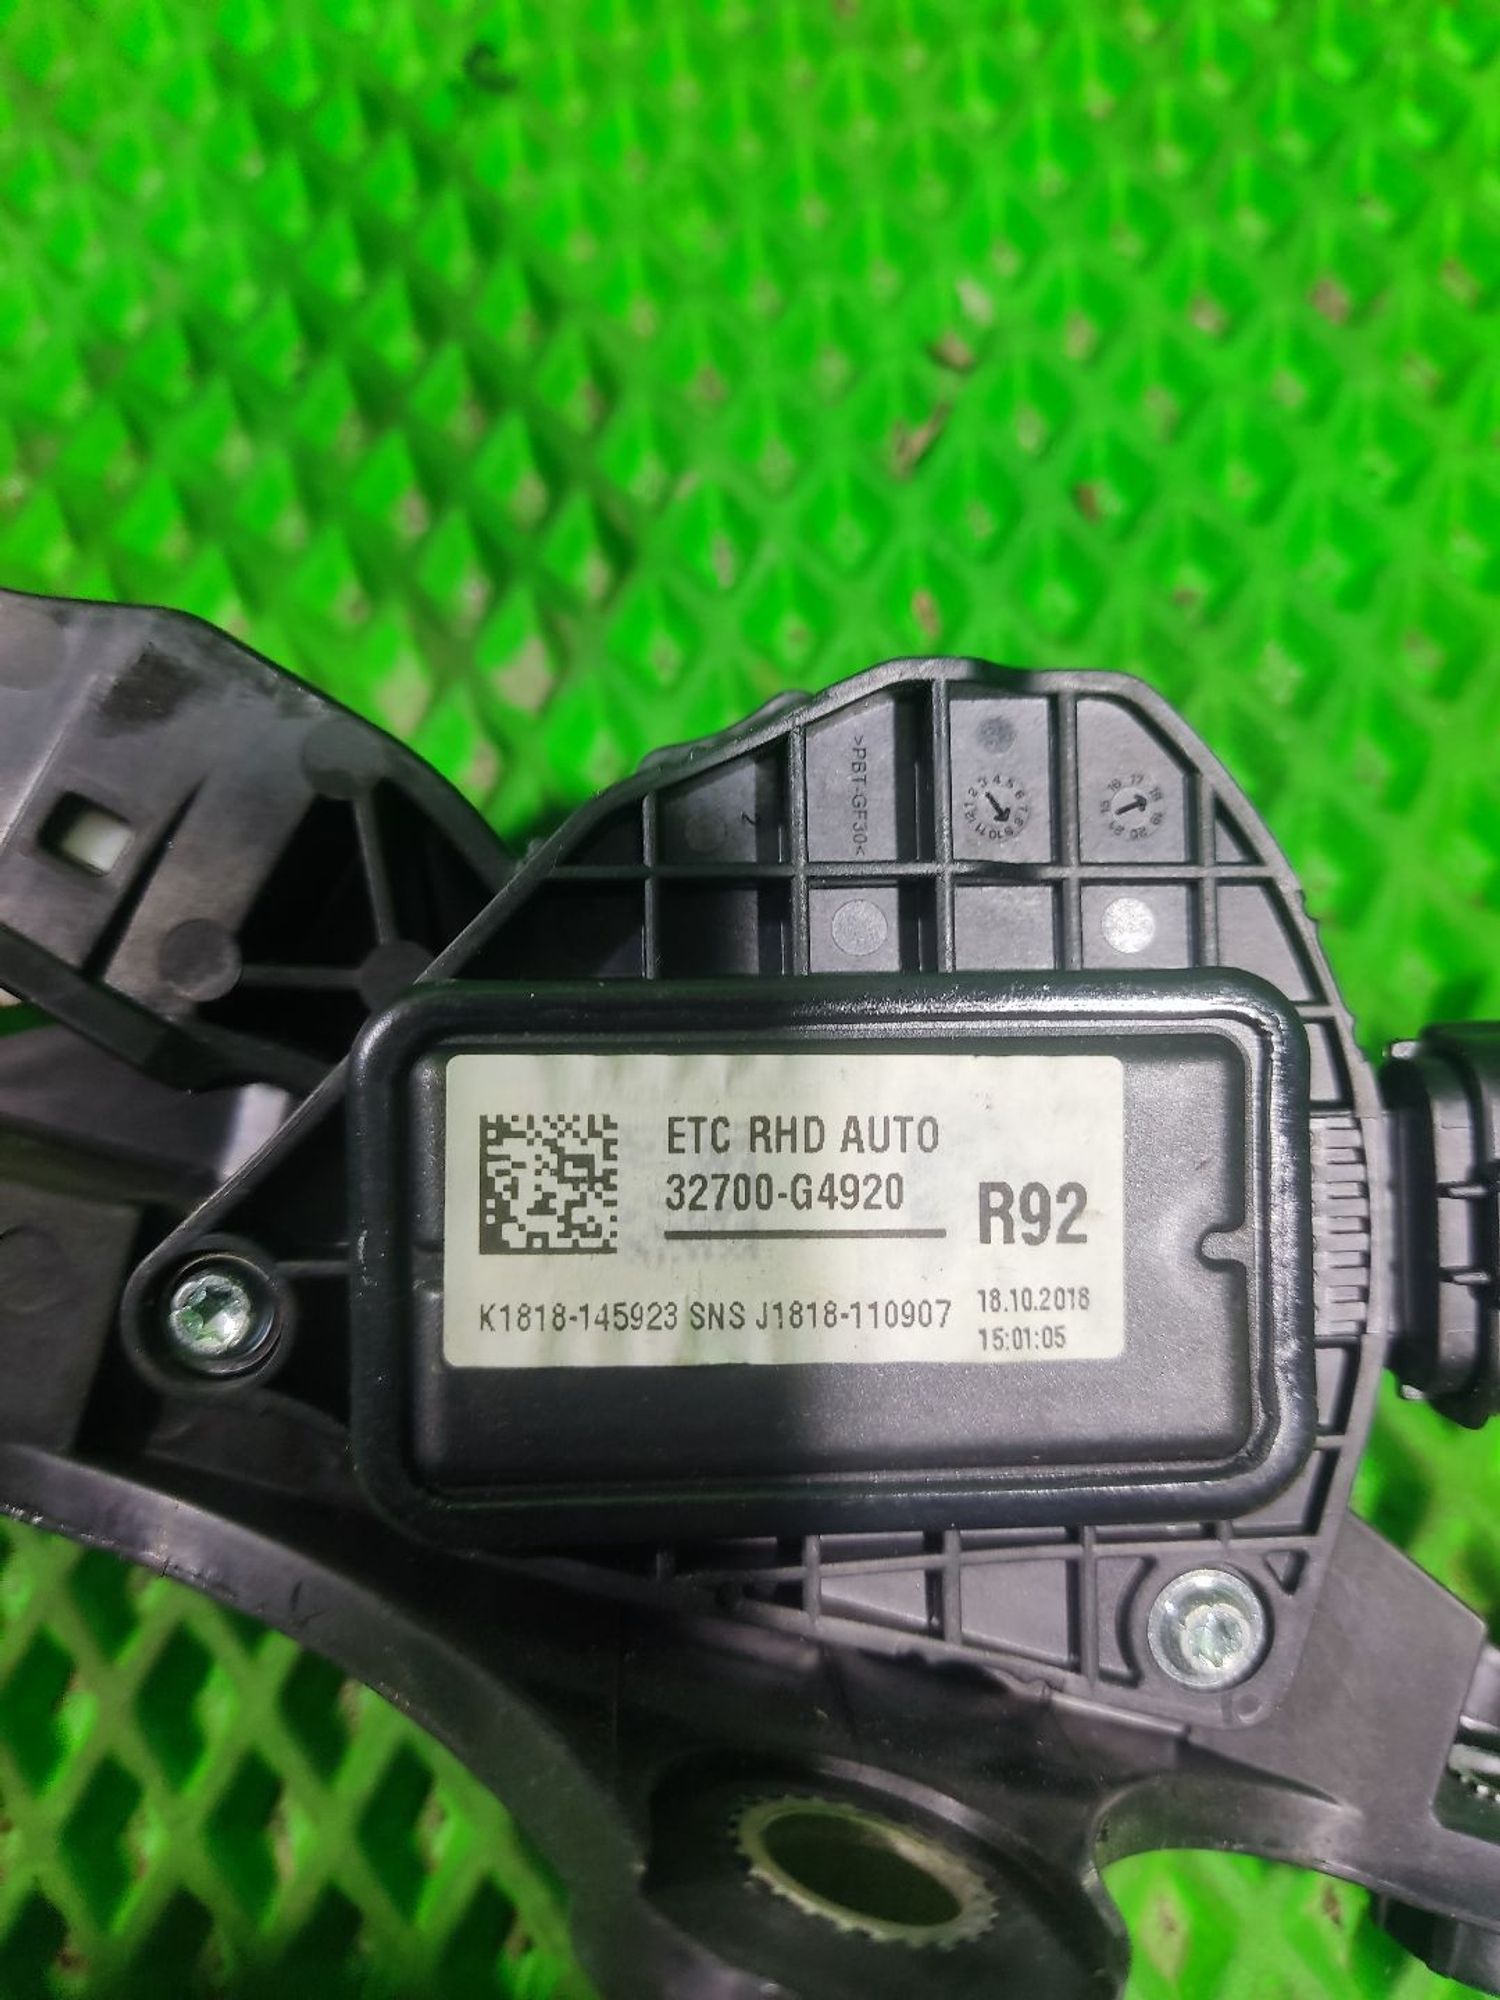 >PBT-GF30<
ETC RHD AUTO
32700-G4920
R92
K1818-145923 SNS J1818-110907
18.10.2018
15:01:05